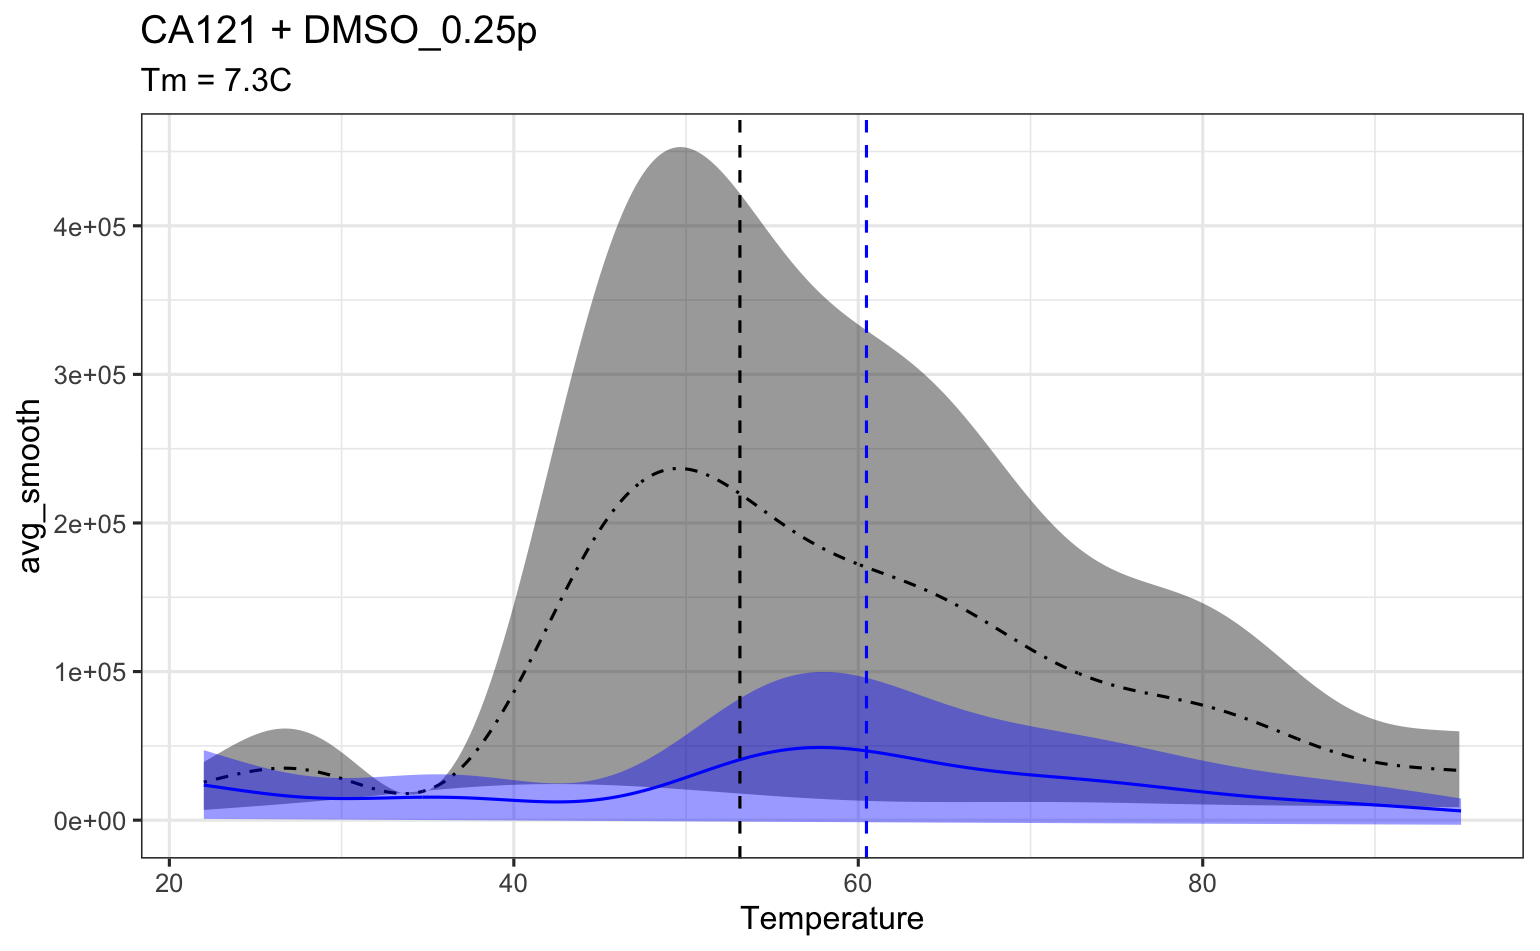 CA121 + DMSO_0.25p
Tm = 7.3C
avg_smooth
4e+05
3e+05
2e+05
1e+05
0e+00
20 40 60 80
Temperature